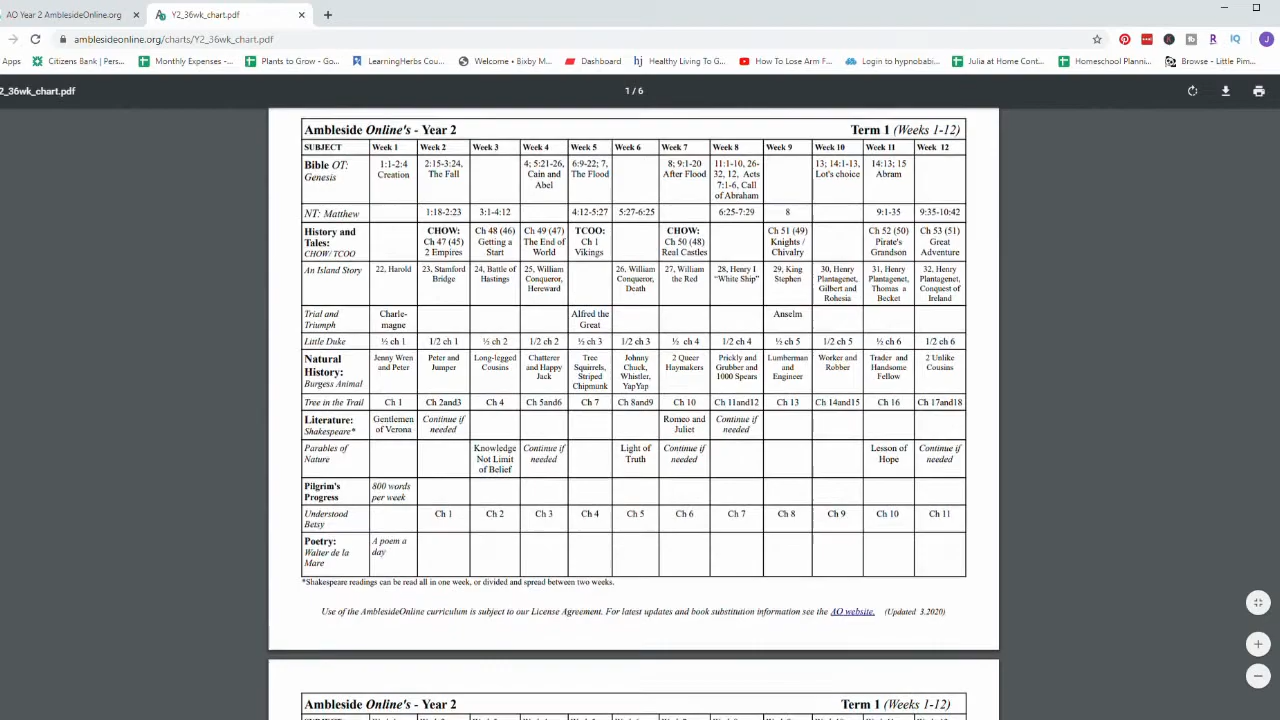 AO Year 2 AmblesideOnline.org
Y2_36wk_chart.pdf
amblesideonline.org/charts/Y2_36wk_chart.pdf
Apps Citizens Bank | Pers... Monthly Expenses -... Plants to Grow - Go... LearningHerbs Cou... Welcome • Bixby M... Dashboard Healthy Living To G... How To Lose Arm F... Login to hypnobabi... Julia at Home Cont... Homeschool Planni... Browse - Little Pim...
2_36wk_chart.pdf 1 / 6
Ambleside Online's - Year 2 Term 1 (Weeks 1-12)
SUBJECT Week 1 Week 2 Week 3 Week 4 Week 5 Week 6 Week 7 Week 8 Week 9 Week 10 Week 11 Week 12
Bible OT: 1:1-2:4 2:15-3:24, 4; 5:21-26, 6:9-22; 7, 8; 9:1-20 11:1-10, 26- 13; 14:1-13, 14:13; 15
Genesis Creation The Fall Cain and The Flood After Flood 32, 12, Acts Lot's choice Abram
Abel 7:1-6, Call
of Abraham
NT: Matthew 1:18-2:23 3:1-4:12 4:12-5:27 5:27-6:25 6:25-7:29 8 9:1-35 9:35-10:42
History and CHOW: Ch 48 (46) Ch 49 (47) TCOO: CHOW: Ch 51 (49) Ch 52 (50) Ch 53 (51)
Tales: Ch 47 (45) Getting a The End of Ch 1 Ch 50 (48) Knights / Pirate's Great
CHOW/ TCOO 2 Empires Start World Vikings Real Castles Chivalry Grandson Adventure
An Island Story 22, Harold 23, Stamford 24, Battle of 25, William 26, William 27, William 28, Henry I 29, King 30, Henry 31, Henry 32, Henry
Bridge Hastings Conqueror, Conqueror, the Red "White Ship" Stephen Plantagenet, Plantagenet, Plantagenet,
Hereward Death Gilbert and Thomas a Conquest of
Rohesia Becket Ireland
Trial and Charle- Alfred the Anselm
Triumph magne Great
Little Duke ½ ch 1 1/2 ch 1 ½ ch 2 1/2 ch 2 ½ ch 3 1/2 ch 3 ½ ch 4 1/2 ch 4 ½ ch 5 1/2 ch 5 ½ ch 6 1/2 ch 6
Natural Jenny Wren Peter and Long-legged Chatterer Tree Johnny 2 Queer Prickly and Lumberman Worker and Trader and 2 Unlike
History: and Peter Jumper Cousins and Happy Squirrels, Chuck, Haymakers Grubber and and Robber Handsome Cousins
Burgess Animal Jack Striped Whistler, 1000 Spears Engineer Fellow
Chipmunk YapYap
Tree in the Trail Ch 1 Ch 2and3 Ch 4 Ch 5and6 Ch 7 Ch 8and9 Ch 10 Ch 11and12 Ch 13 Ch 14and15 Ch 16 Ch 17and18
Literature: Gentlemen Continue if Romeo and Continue if
Shakespeare* of Verona needed Juliet needed
Parables of Knowledge Continue if Light of Continue if Lesson of Continue if
Nature Not Limit needed Truth needed Hope needed
of Belief
Pilgrim's 800 words
Progress per week
Understood Ch 1 Ch 2 Ch 3 Ch 4 Ch 5 Ch 6 Ch 7 Ch 8 Ch 9 Ch 10 Ch 11
Betsy
Poetry: A poem a
Walter de la day
Mare
*Shakespeare readings can be read all in one week, or divided and spread between two weeks.
Use of the AmblesideOnline curriculum is subject to our License Agreement. For latest updates and book substitution information see the AO website. (Updated 3.2020)
Ambleside Online's - Year 2 Term 1 (Weeks 1-12)